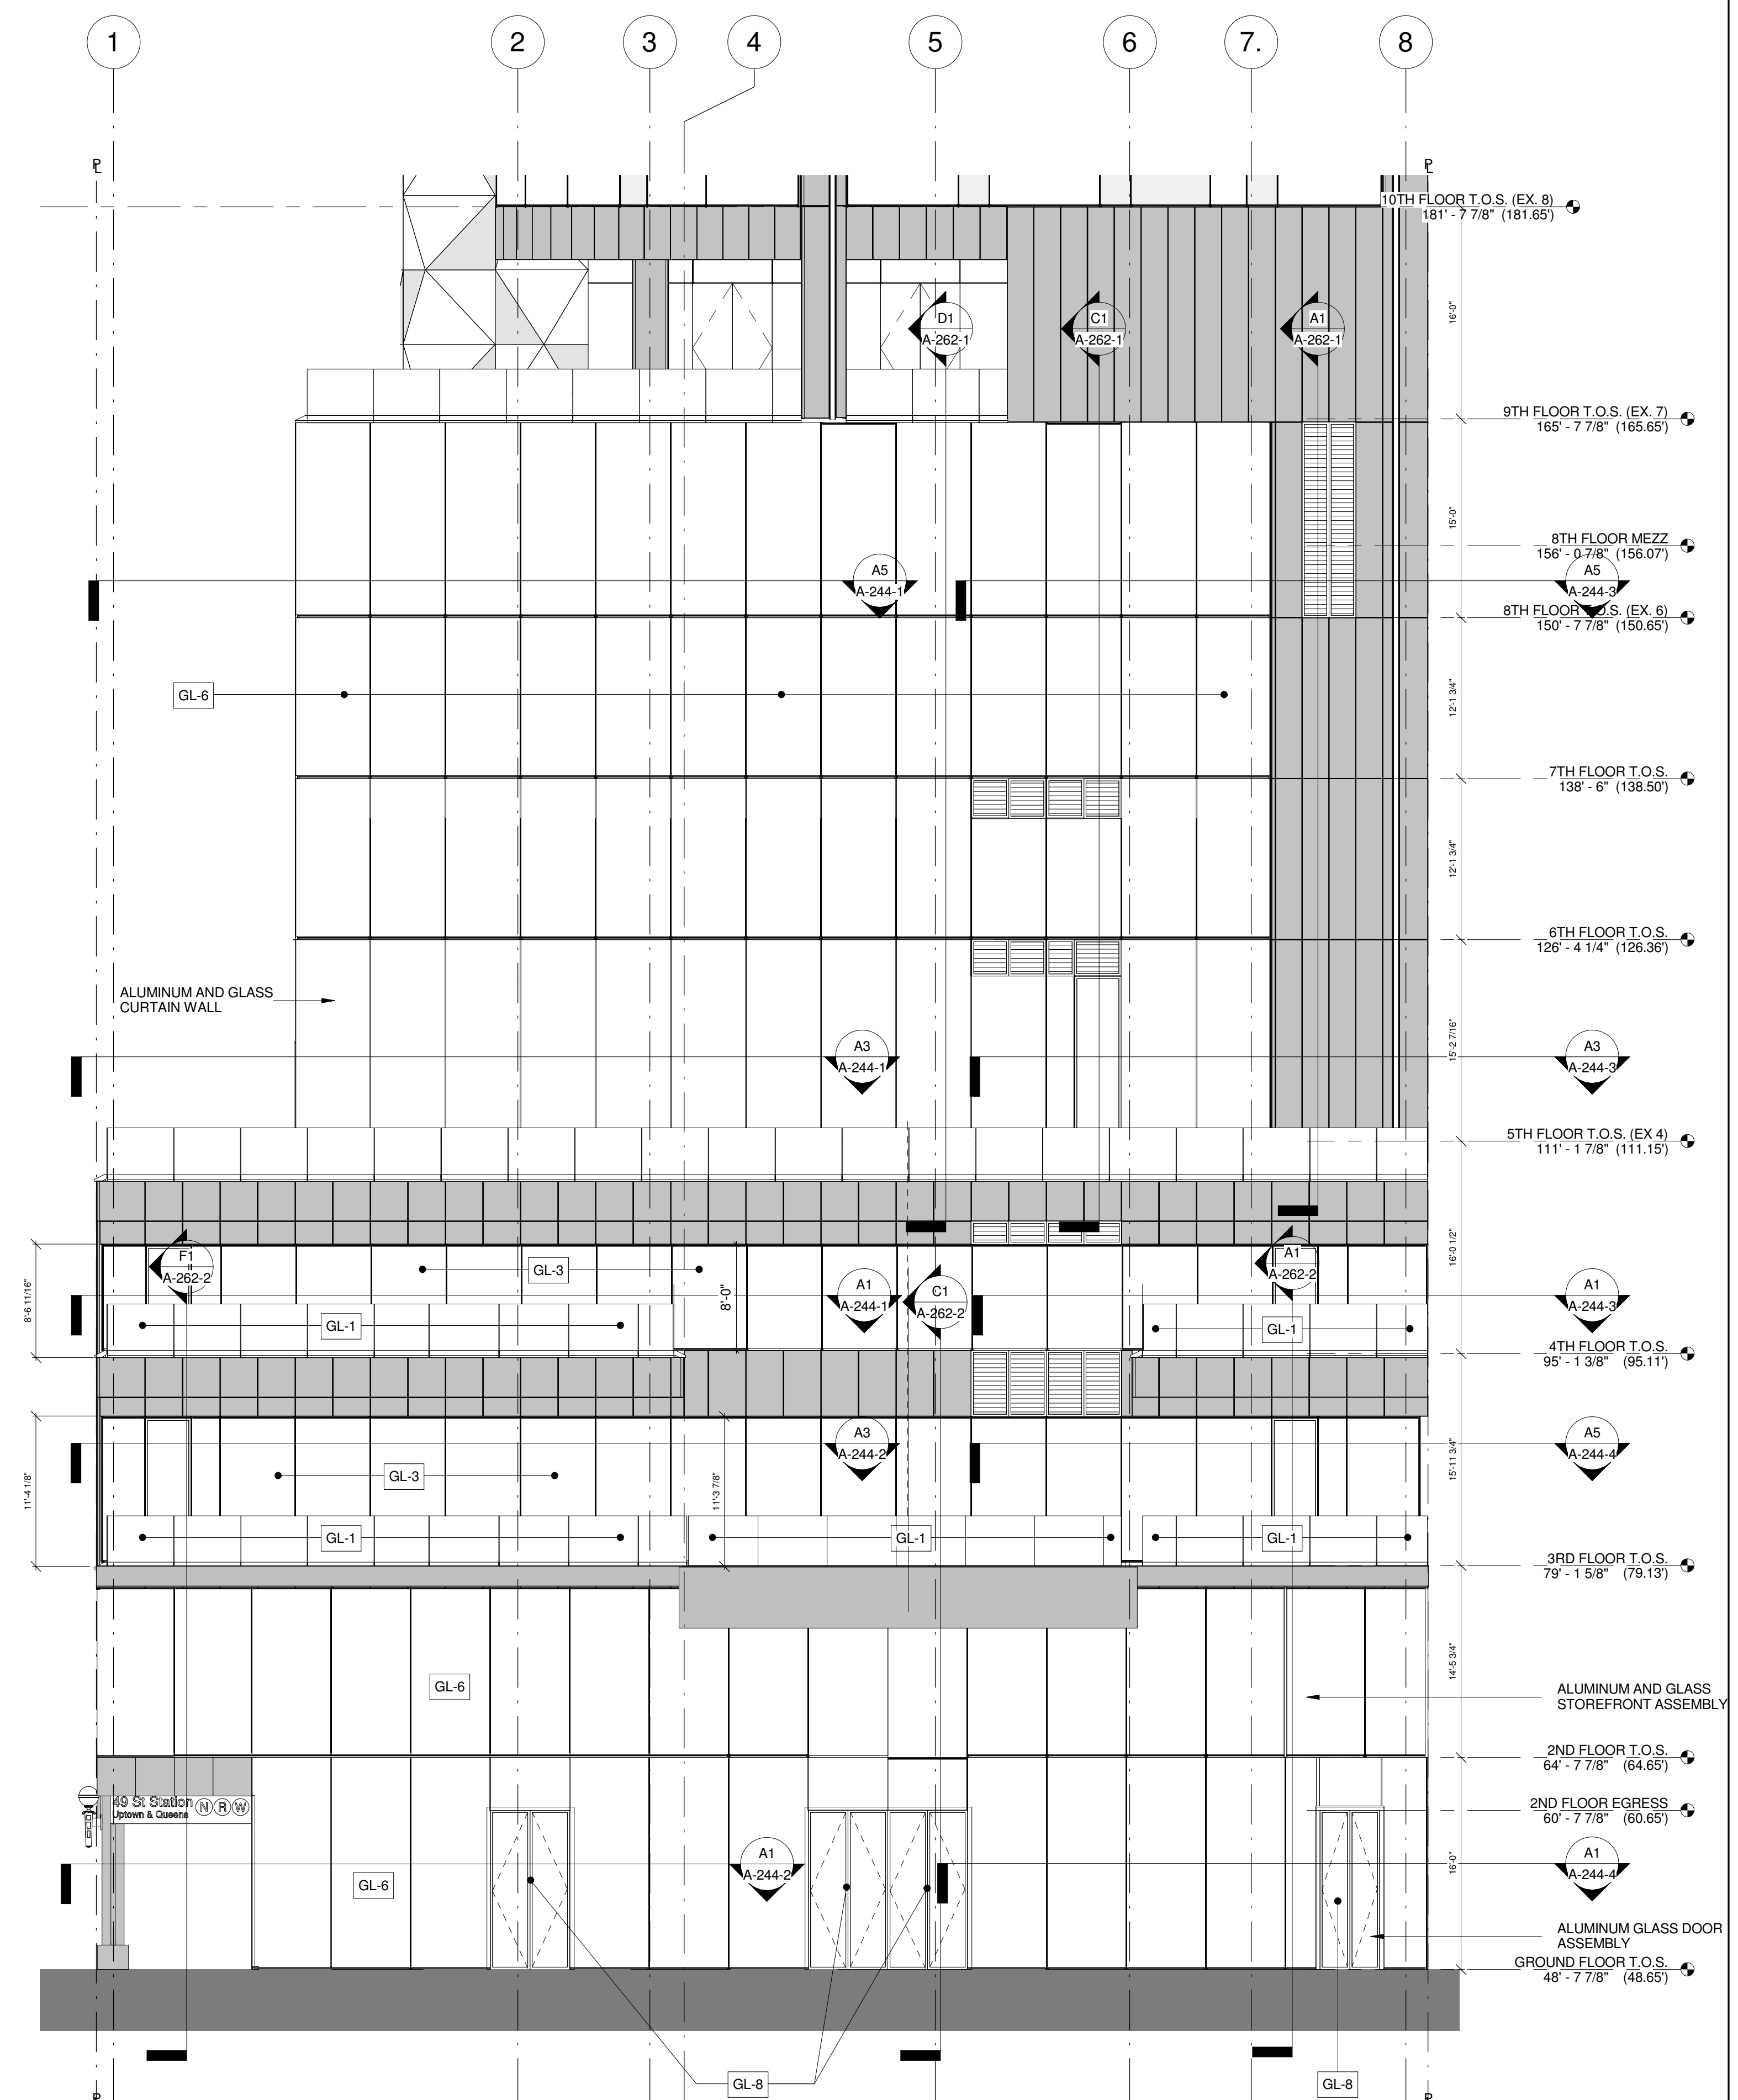 1
2
3
4
5
6
7.
8
PL
PL
10TH FLOOR T.O.S. (EX. 8)
181' - 7 7/8" (181.65')
16'-0"
D1
A-262-1
C1
A-262-1
A1
A-262-1
9TH FLOOR T.O.S. (EX. 7)
165' - 7 7/8" (165.65')
15'-0"
8TH FLOOR MEZZ
156' - 0 7/8" (156.07')
A5
A-244-1
A5
A-244-3
8TH FLOOR T.O.S. (EX. 6)
150' - 7 7/8" (150.65')
GL-6
12'-1 3/4"
7TH FLOOR T.O.S.
138' - 6" (138.50')
12'-1 3/4"
6TH FLOOR T.O.S.
126' - 4 1/4" (126.36')
ALUMINUM AND GLASS
CURTAIN WALL
15'-2 7/16"
A3
A-244-1
A3
A-244-3
5TH FLOOR T.O.S. (EX 4)
111' - 1 7/8" (111.15')
16'-0 1/2"
F1
A-262-2
GL-3
8'-6 11/16"
8'-0"
A1
A-244-1
C1
A-262-2
A1
A-262-2
A1
A-244-3
GL-1
GL-1
4TH FLOOR T.O.S.
95' - 1 3/8" (95.11')
A3
A-244-2
A5
A-244-4
GL-3
11'-4 1/8"
11'-3 7/8"
15'-11 3/4"
GL-1
GL-1
GL-1
3RD FLOOR T.O.S.
79' - 1 5/8" (79.13')
GL-6
14'-5 3/4"
ALUMINUM AND GLASS
STOREFRONT ASSEMBLY
2ND FLOOR T.O.S.
64' - 7 7/8" (64.65')
49 St Station
Uptown & Queens
N R W
2ND FLOOR EGRESS
60' - 7 7/8" (60.65')
A1
A-244-2
A1
A-244-4
GL-6
16'-0"
ALUMINUM GLASS DOOR
ASSEMBLY
GROUND FLOOR T.O.S.
48' - 7 7/8" (48.65')
GL-8
GL-8